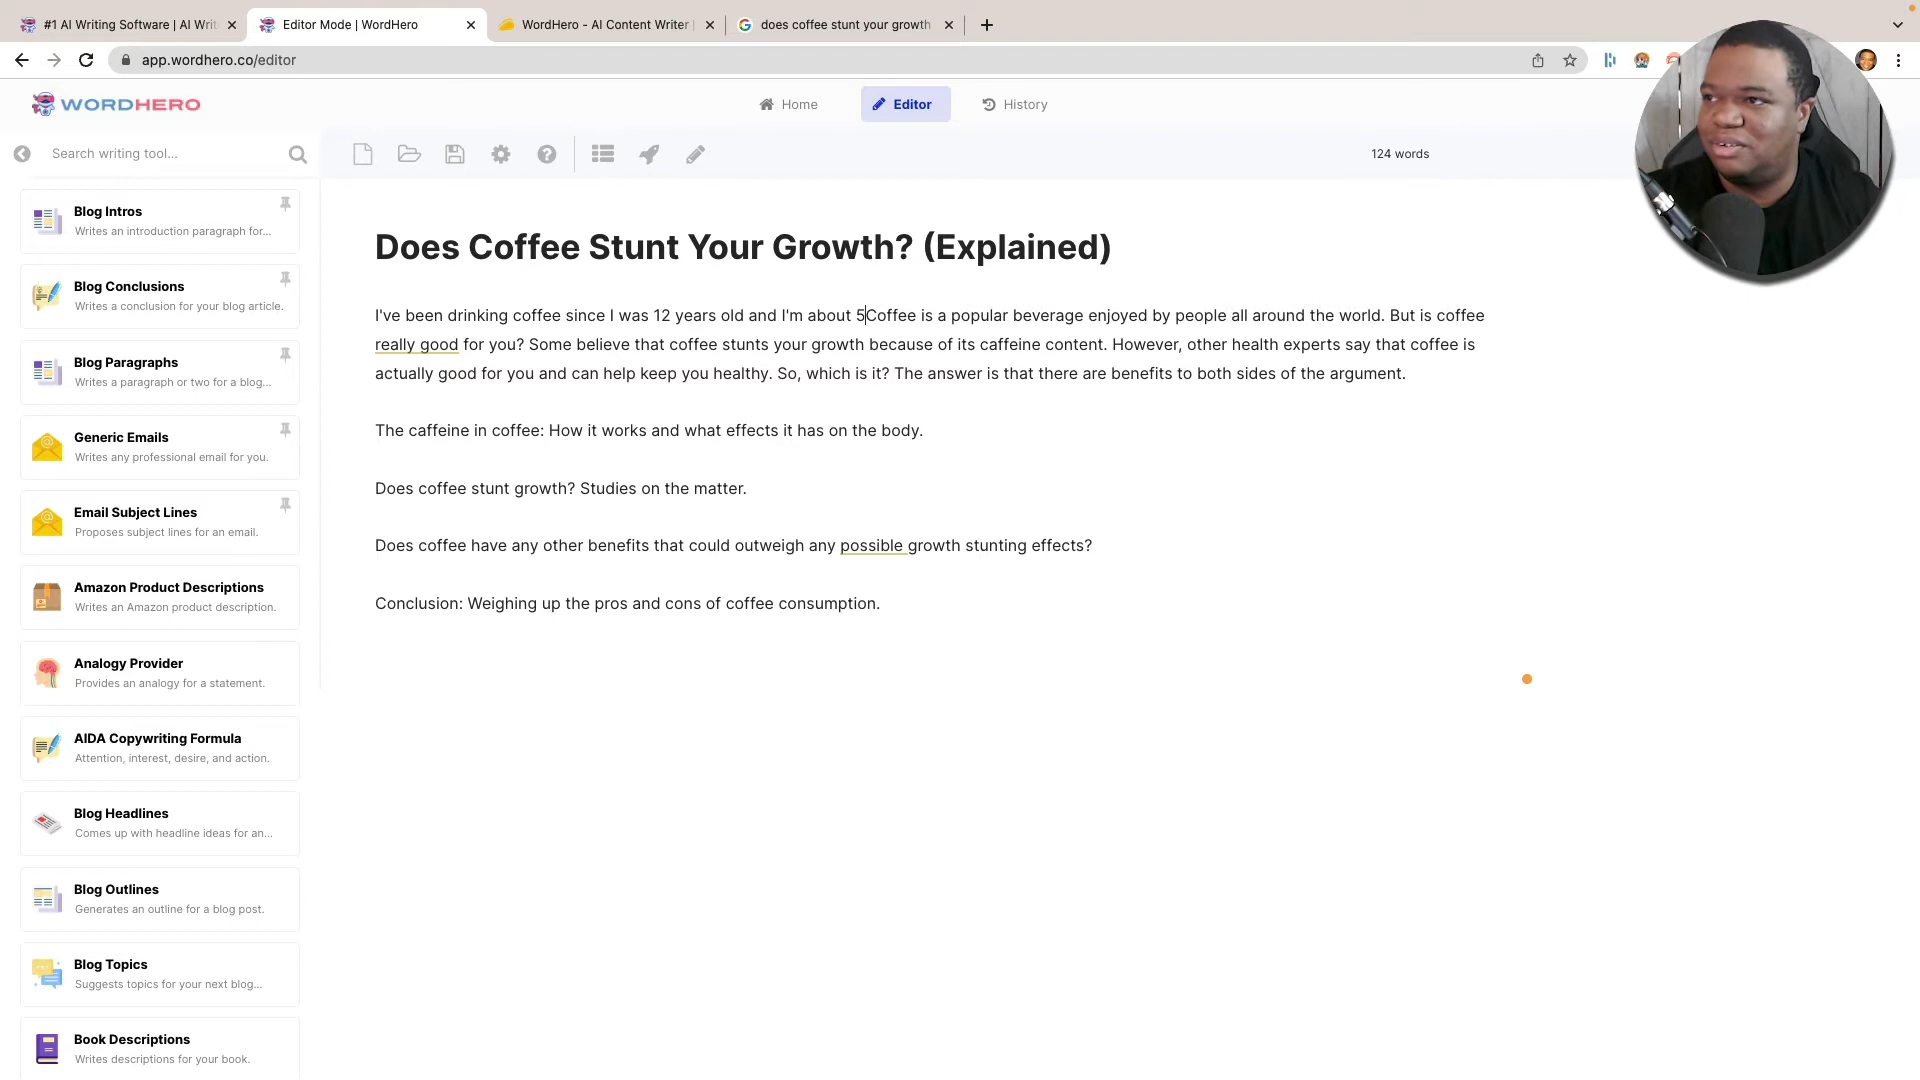 #1 AI Writing Software | AI Writ
Editor Mode | WordHero
WordHero - AI Content Writer |
does coffee stunt your growth
app.wordhero.co/editor
WORDHERO
Home
Editor
History
Search writing tool...
124 words
Blog Intros
Writes an introduction paragraph for...
Blog Conclusions
Writes a conclusion for your blog article.
Blog Paragraphs
Writes a paragraph or two for a blog...
Generic Emails
Writes any professional email for you.
Email Subject Lines
Proposes subject lines for an email.
Amazon Product Descriptions
Writes an Amazon product description.
Analogy Provider
Provides an analogy for a statement.
AIDA Copywriting Formula
Attention, interest, desire, and action.
Blog Headlines
Comes up with headline ideas for an...
Blog Outlines
Generates an outline for a blog post.
Blog Topics
Suggests topics for your next blog...
Book Descriptions
Writes descriptions for your book.
Does Coffee Stunt Your Growth? (Explained)
I've been drinking coffee since I was 12 years old and I'm about 5Coffee is a popular beverage enjoyed by people all around the world. But is coffee
really good for you? Some believe that coffee stunts your growth because of its caffeine content. However, other health experts say that coffee is
actually good for you and can help keep you healthy. So, which is it? The answer is that there are benefits to both sides of the argument.
The caffeine in coffee: How it works and what effects it has on the body.
Does coffee stunt growth? Studies on the matter.
Does coffee have any other benefits that could outweigh any possible growth stunting effects?
Conclusion: Weighing up the pros and cons of coffee consumption.